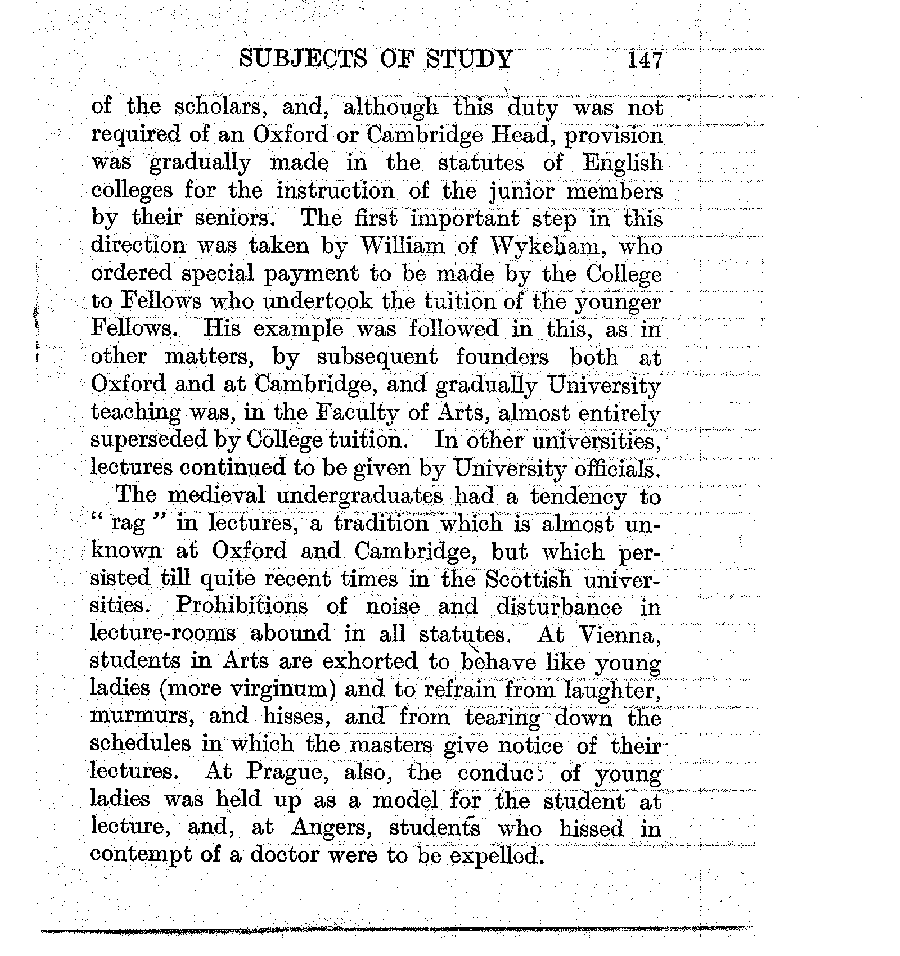 SUBJECTS OF STUDY 147
of the scholars, and, although this duty was not
required of an Oxford or Cambridge Head, provision
was gradually made in the statutes of English
colleges for the instruction of the junior members
by their seniors. The first important step in this
direction was taken by William of Wykeham, who
ordered special payment to be made by the College
to Fellows who undertook the tuition of the younger
Fellows. His example was followed in this, as in
other matters, by subsequent founders both at
Oxford and at Cambridge, and gradually University
teaching was, in the Faculty of Arts, almost entirely
superseded by College tuition. In other universities,
lectures continued to be given by University officials.
The medieval undergraduates had a tendency to
“ rag ” in lectures, a tradition which is almost un-
known at Oxford and Cambridge, but which per-
sisted till quite recent times in the Scottish univer-
sities. Prohibitions of noise and disturbance in
lecture-rooms abound in all statutes. At Vienna,
students in Arts are exhorted to behave like young
ladies (more virginum) and to refrain from laughter,
murmurs, and hisses, and from tearing down the
schedules in which the masters give notice of their
lectures. At Prague, also, the conduct of young
ladies was held up as a model for the student at
lecture, and, at Angers, students who hissed in
contempt of a doctor were to be expelled.